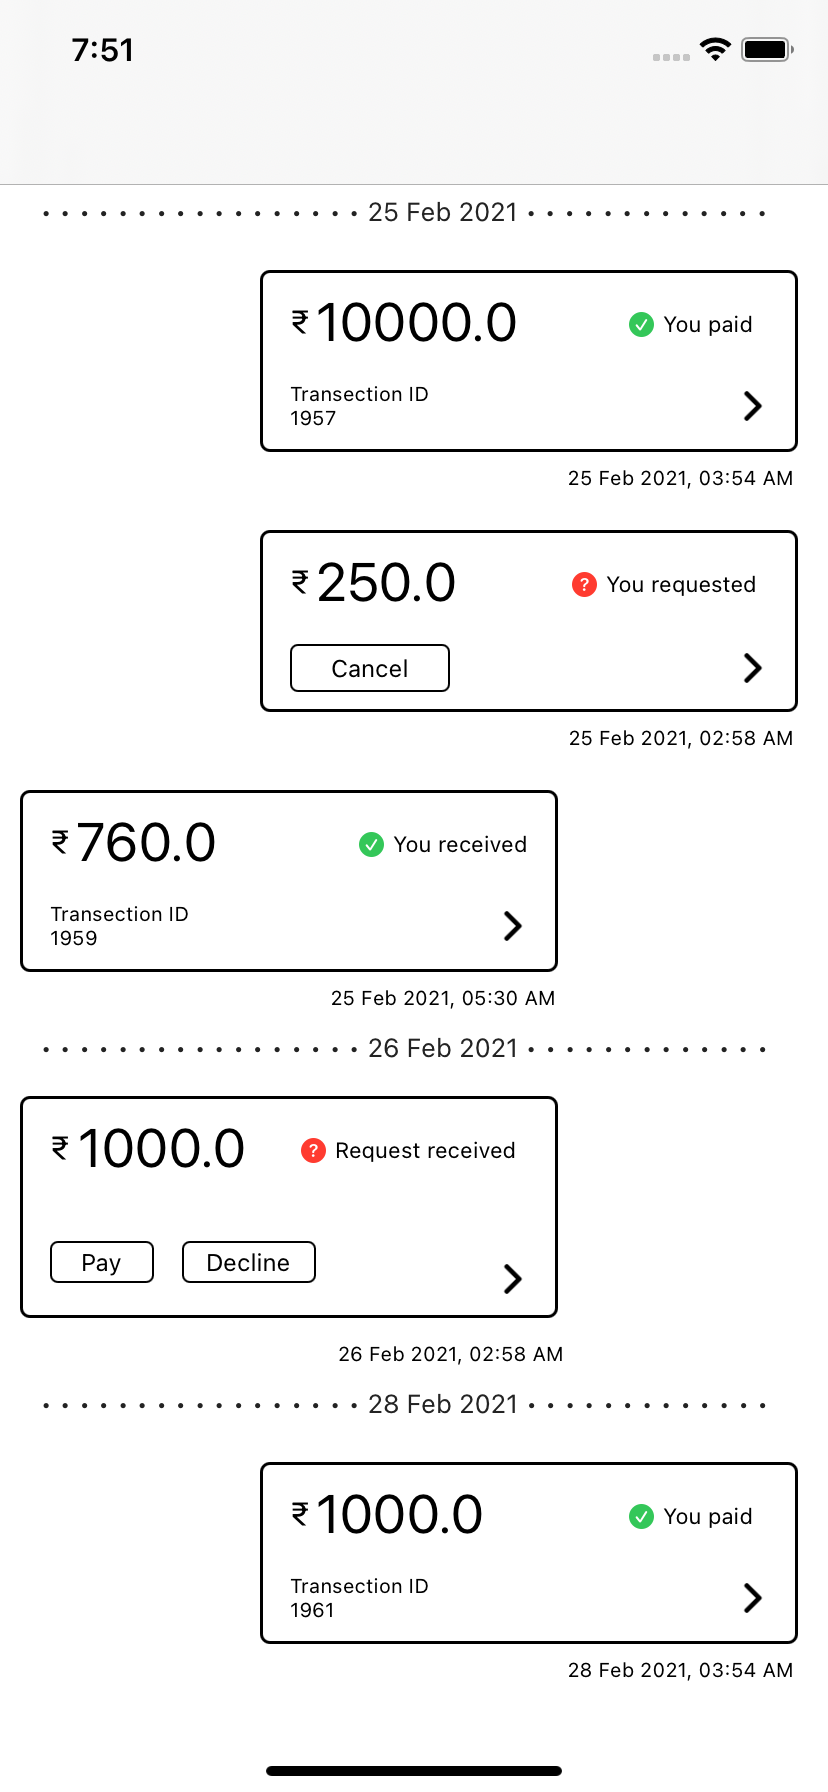 7:51
25 Feb 2021
₹ 10000.0
You paid
Transection ID
1957
25 Feb 2021, 03:54 AM
₹ 250.0
? You requested
Cancel
25 Feb 2021, 02:58 AM
₹ 760.0
You received
Transection ID
1959
25 Feb 2021, 05:30 AM
26 Feb 2021
₹ 1000.0
? Request received
Pay
Decline
26 Feb 2021, 02:58 AM
28 Feb 2021
₹ 1000.0
You paid
Transection ID
1961
28 Feb 2021, 03:54 AM